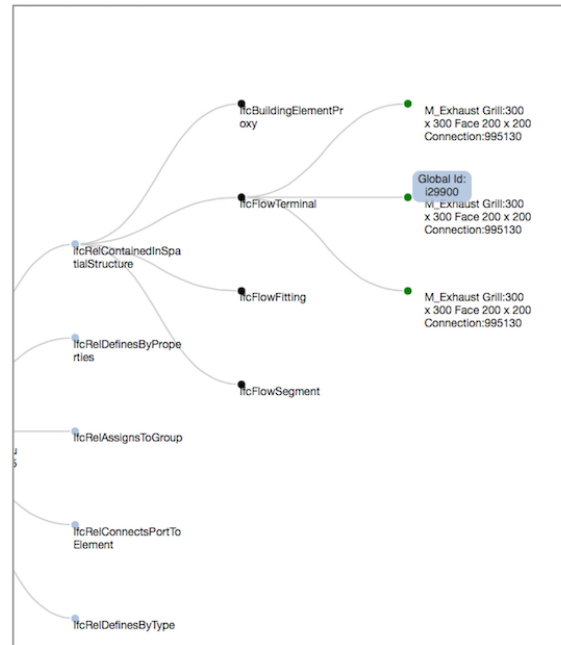 IfcBuildingElementPr
oxy
M_Exhaust Grill:300
x 300 Face 200 x 200
Connection:995130
Global Id:
i29900
IfcFlowTerminal
M_Exhaust Grill:300
x 300 Face 200 x 200
Connection:995130
IfcRelContainedInSpa
tialStructure
IfcFlowFitting
M_Exhaust Grill:300
x 300 Face 200 x 200
Connection:995130
IfcRelDefinesByPrope
rties
IfcFlowSegment
IfcRelAssignsToGroup
IfcRelConnectsPortTo
Element
IfcRelDefinesByType